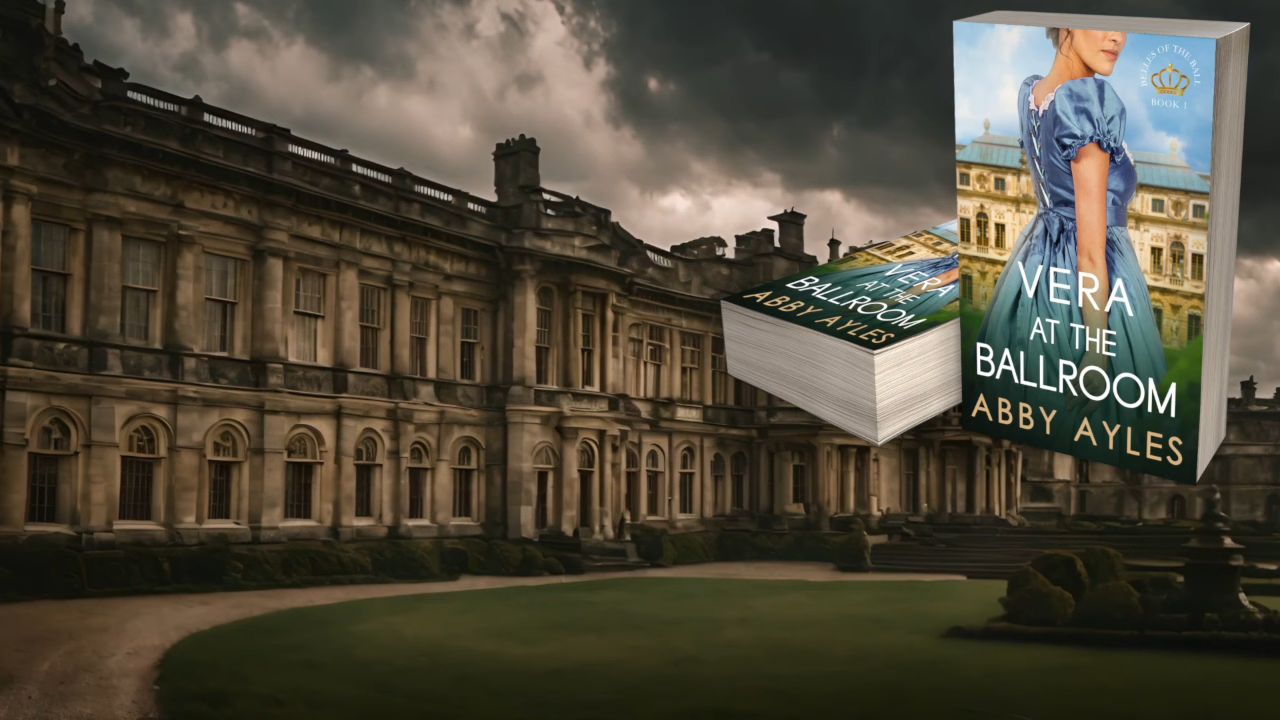 BELLES OF THE BALL
BOOK 1
VERA
AT THE
BALLROOM
ABBY AYLES
VERA
AT THE
BALLROOM
ABBY AYLES